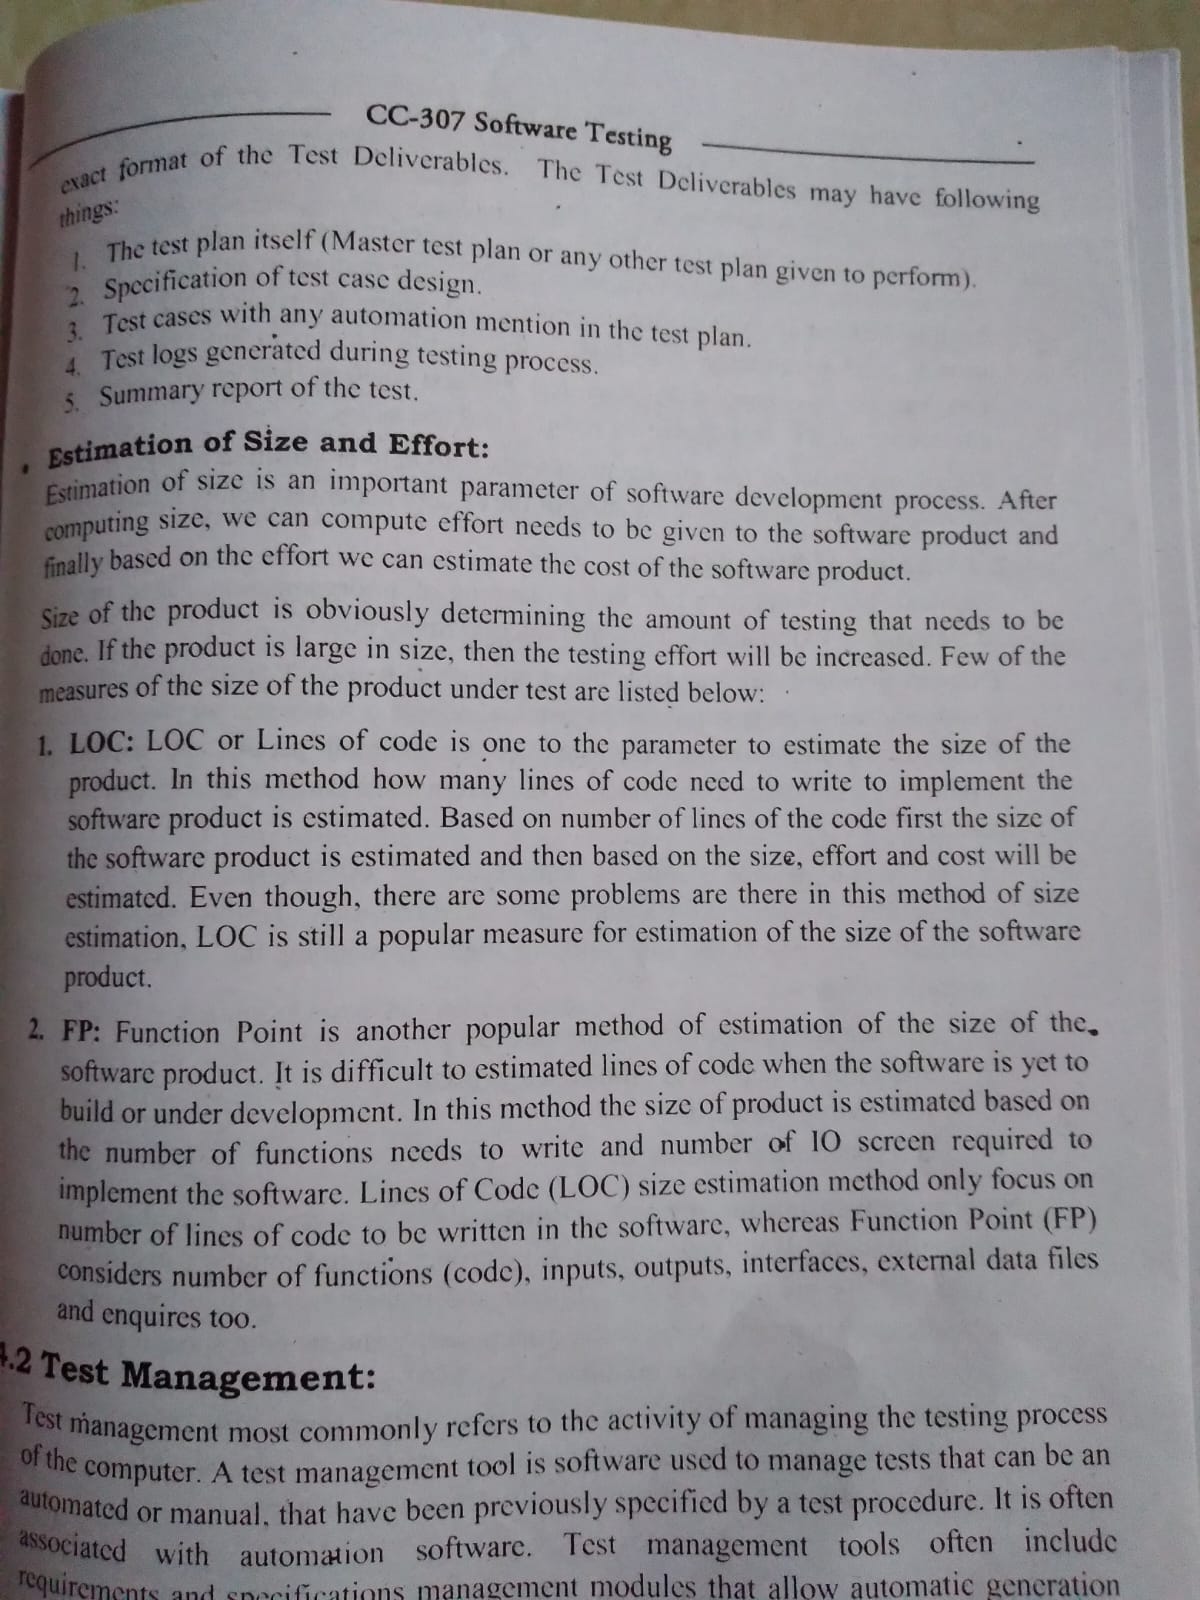 CC-307 Software Testing
exact format of the Test Deliverables. The Test Deliverables may have following
things:
1. The test plan itself (Master test plan or any other test plan given to perform).
2. Specification of test case design.
3. Test cases with any automation mention in the test plan.
4. Test logs generated during testing process.
5. Summary report of the test.
• Estimation of Size and Effort:
Estimation of size is an important parameter of software development process. After
computing size, we can compute effort needs to be given to the software product and
finally based on the effort we can estimate the cost of the software product.
Size of the product is obviously determining the amount of testing that needs to be
done. If the product is large in size, then the testing effort will be increased. Few of the
measures of the size of the product under test are listed below:
1. LOC: LOC or Lines of code is one to the parameter to estimate the size of the
product. In this method how many lines of code need to write to implement the
software product is estimated. Based on number of lines of the code first the size of
the software product is estimated and then based on the size, effort and cost will be
estimated. Even though, there are some problems are there in this method of size
estimation, LOC is still a popular measure for estimation of the size of the software
product.
2. FP: Function Point is another popular method of estimation of the size of the
software product. It is difficult to estimated lines of code when the software is yet to
build or under development. In this method the size of product is estimated based on
the number of functions needs to write and number of IO screen required to
implement the software. Lines of Code (LOC) size estimation method only focus on
number of lines of code to be written in the software, whereas Function Point (FP)
considers number of functions (code), inputs, outputs, interfaces, external data files
and enquires too.
4.2 Test Management:
Test management most commonly refers to the activity of managing the testing process
of the computer. A test management tool is software used to manage tests that can be an
automated or manual, that have been previously specified by a test procedure. It is often
associated with automation software. Test management tools often include
requirements and specifications management modules that allow automatic generation